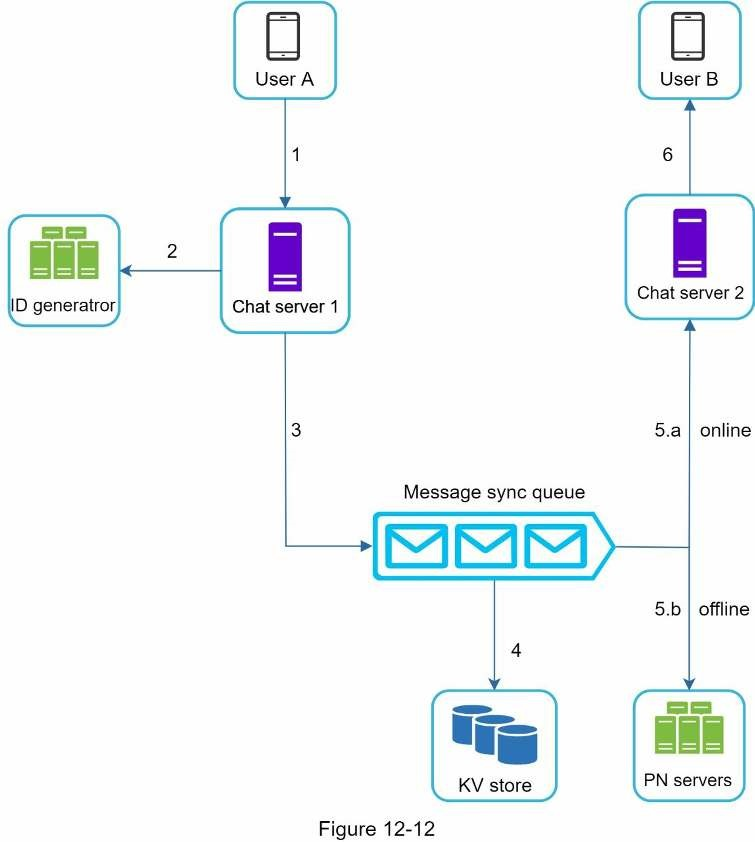 User A
User B
1
6
2
ID generatror
Chat server 1
Chat server 2
3
5.a online
Message sync queue
5.b offline
4
KV store
PN servers
Figure 12-12